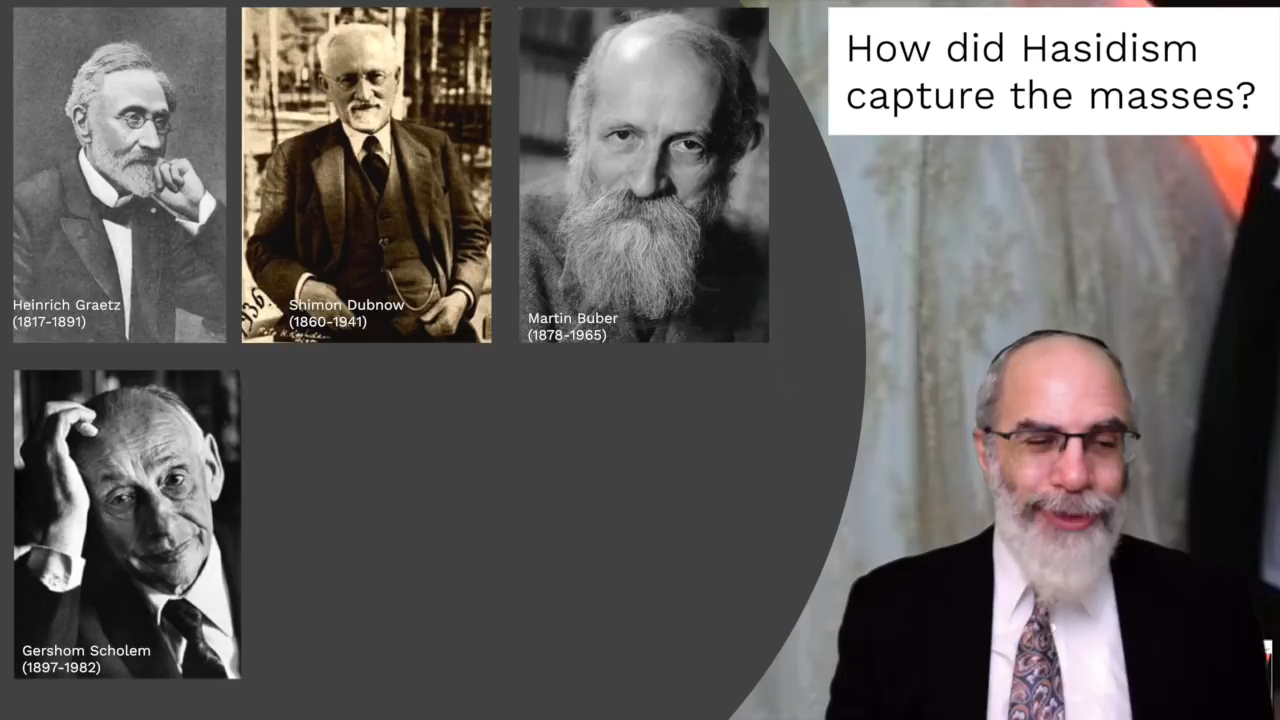 How did Hasidism
capture the masses?
Heinrich Graetz
(1817-1891)
Shimon Dubnow
(1860-1941)
Martin Buber
(1878-1965)
Gershom Scholem
(1897-1982)